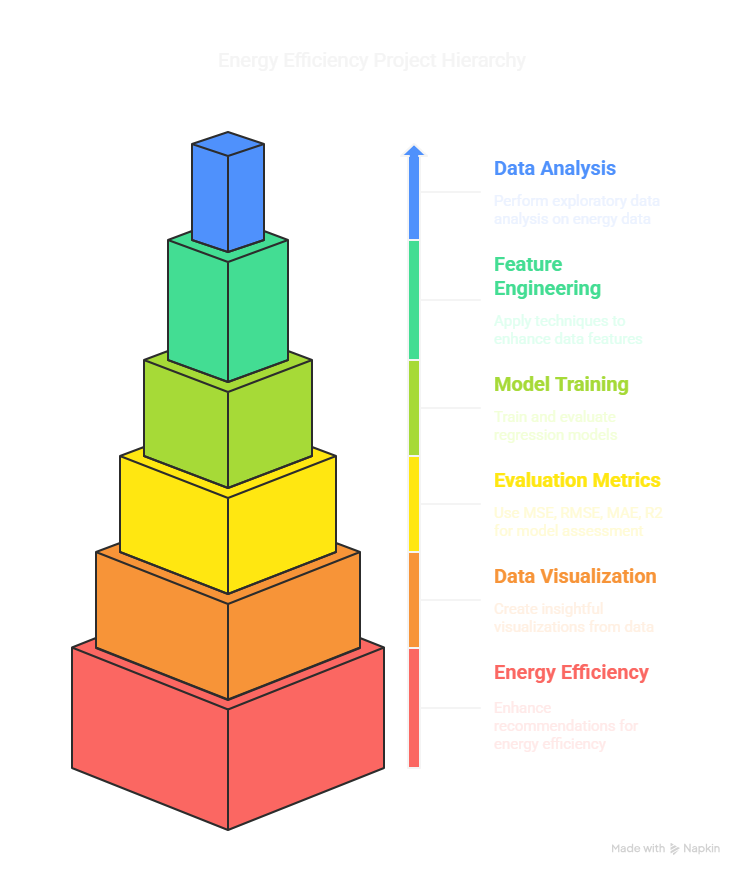 Energy Efficiency Project Hierarchy
Data Analysis
Perform exploratory data
analysis on energy data
Feature
Engineering
Apply techniques to
enhance data features
Model Training
Train and evaluate
regression models
Evaluation Metrics
Use MSE, RMSE, MAE, R2
for model assessment
Data Visualization
Create insightful
visualizations from data
Energy Efficiency
Enhance
recommendations for
energy efficiency
Made with Napkin